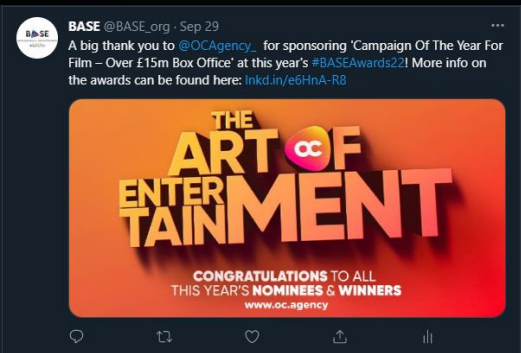 BASE @BASE_org · Sep 29
A big thank you to @OCAgency_ for sponsoring 'Campaign Of The Year For
Film – Over £15m Box Office' at this year's #BASEAwards22! More info on
the awards can be found here: lnkd.in/e6HnA-R8
BASE
THE
ART OF
oc
ENTER
TAINMENT
CONGRATULATIONS TO ALL
THIS YEAR'S NOMINEES & WINNERS
www.oc.agency